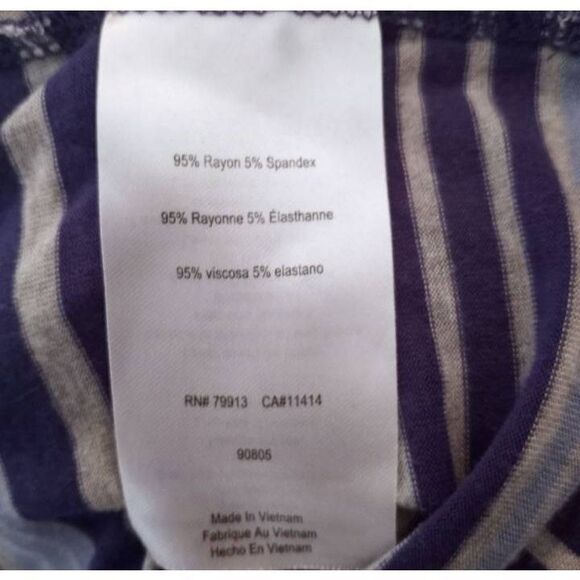 95% Rayon 5% Spandex
95% Rayonne 5% Élasthanne
95% viscosa 5% elastano
RN# 79913 CA#11414
90805
Made In Vietnam
Fabrique Au Vietnam
Hecho En Vietnam